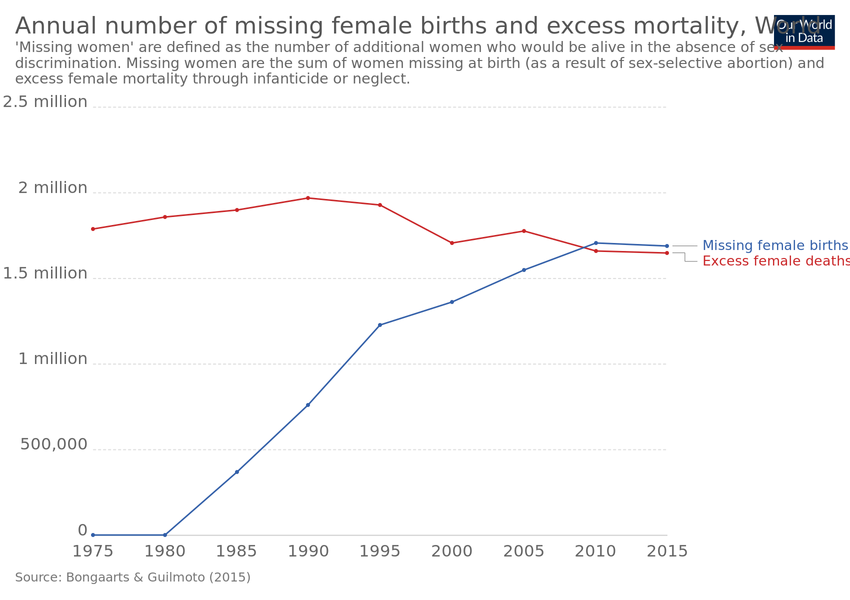 Annual number of missing female births and excess mortality, World
Our World
in Data
'Missing women' are defined as the number of additional women who would be alive in the absence of sex
discrimination. Missing women are the sum of women missing at birth (as a result of sex-selective abortion) and
excess female mortality through infanticide or neglect.
2.5 million
2 million
1.5 million
1 million
500,000
0
Missing female births
Excess female deaths
1975 1980 1985 1990 1995 2000 2005 2010 2015
Source: Bongaarts & Guilmoto (2015)